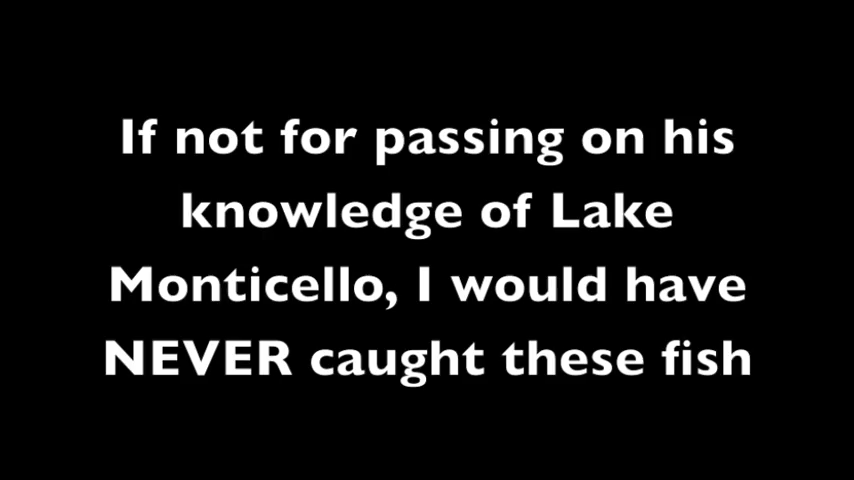 If not for passing on his
knowledge of Lake
Monticello, I would have
NEVER caught these fish